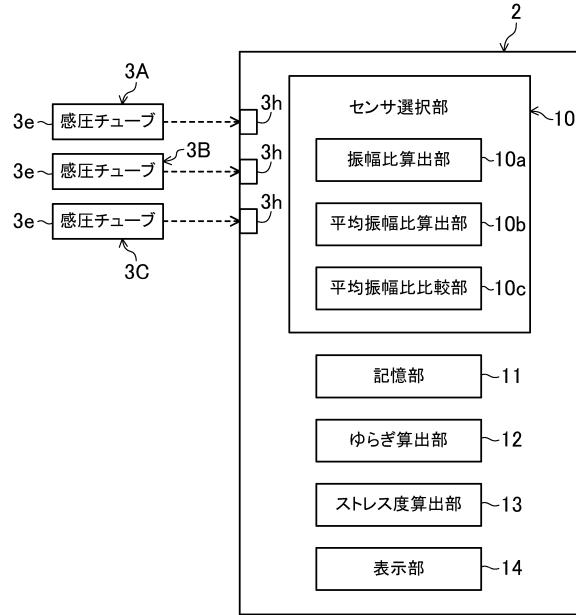 2
3A
3h
センサ選択部
10
3e 感圧チューブ
3B
3h
振幅比算出部 10a
3e 感圧チューブ
3h
平均振幅比算出部 10b
3e 感圧チューブ
3C
平均振幅比比較部 10c
記憶部 11
ゆらぎ算出部 12
ストレス度算出部 13
表示部 14